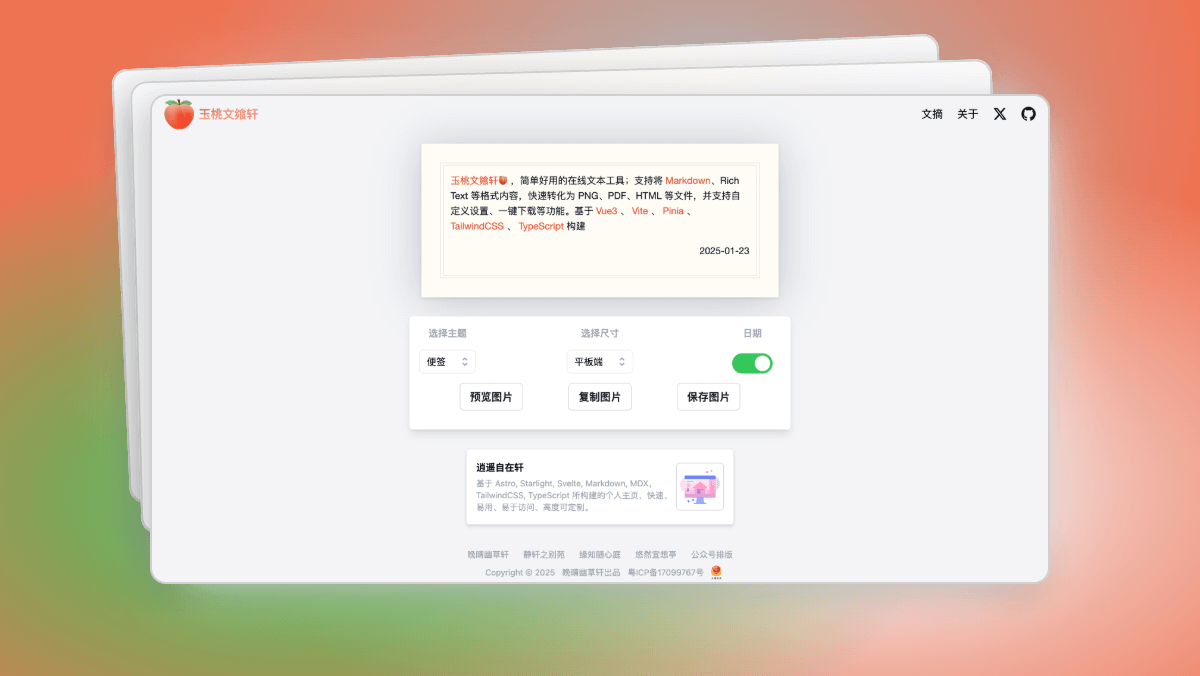 玉桃文飨轩
文摘 关于
玉桃文飨轩，简单好用的在线文本工具；支持将 Markdown、Rich
Text 等格式内容，快速转化为 PNG、PDF、HTML 等文件，并支持自
定义设置、一键下载等功能。基于 Vue3 、 Vite 、 Pinia 、
TailwindCSS 、 TypeScript 构建
2025-01-23
选择主题 选择尺寸 日期
便签 平板端
预览图片 复制图片 保存图片
逍遥自在轩
基于 Astro, Starlight, Svelte, Markdown, MDX,
TailwindCSS, TypeScript 所构建的个人主页，快速、
易用、易于访问、高度可定制。
晚晴幽草轩 静轩之别苑 缘知随心庭 悠然宜想亭 公众号排版
Copyright © 2025 晚晴幽草轩出品 粤ICP备17099767号